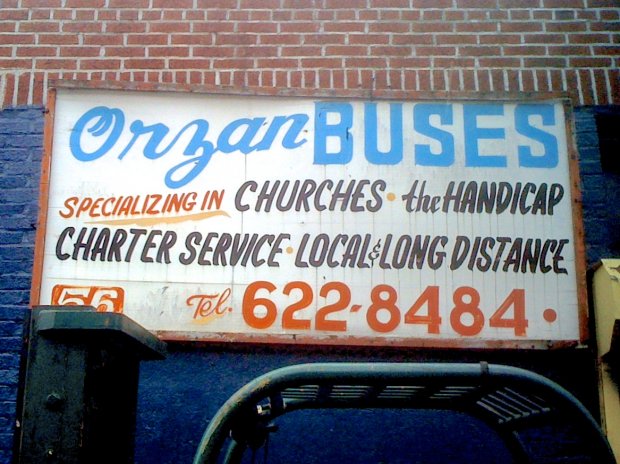 Orzan BUSES
SPECIALIZING IN CHURCHES · the HANDICAP
CHARTER SERVICE · LOCAL & LONG DISTANCE
56 Tel. 622-8484 ·